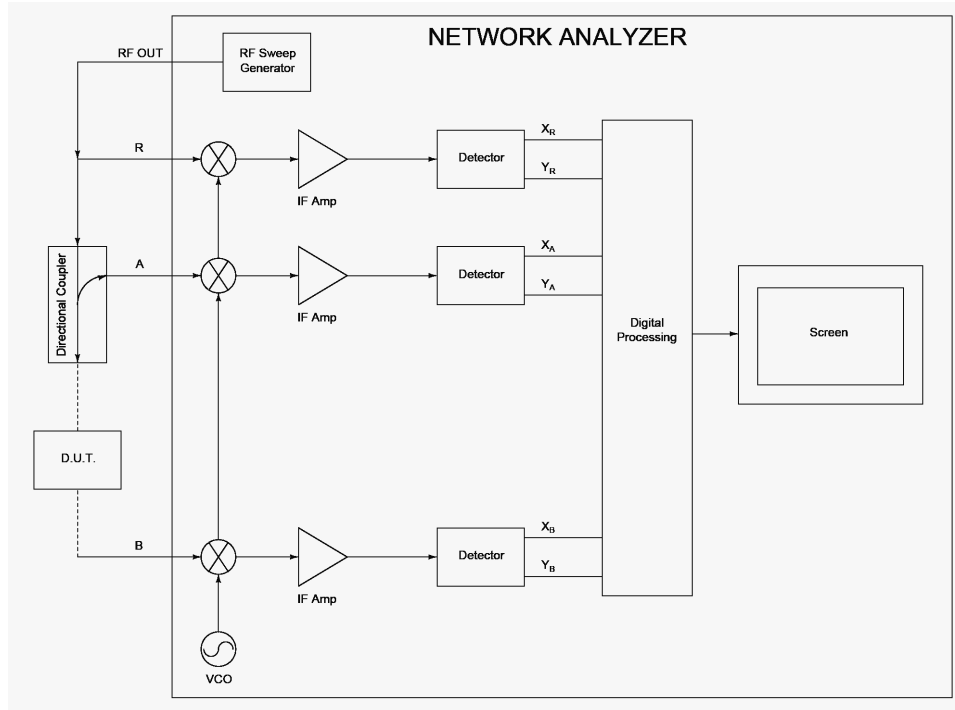 NETWORK ANALYZER
RF OUT
RF Sweep
Generator
R
IF Amp
Detector
X_R
Y_R
Directional Coupler
A
IF Amp
Detector
X_A
Y_A
Digital
Processing
Screen
D.U.T.
B
IF Amp
Detector
X_B
Y_B
VCO